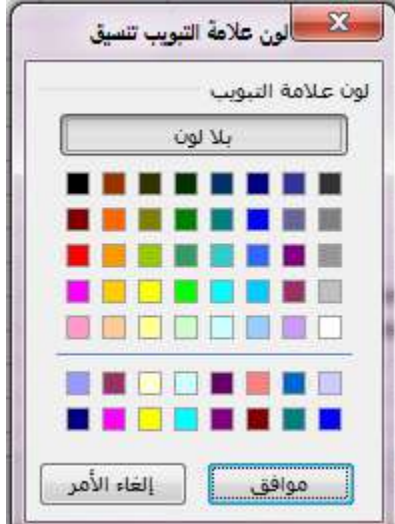 لون علامة التبويب تنسيق
لون علامة التبويب
بلا لون
موافق
إلغاء الأمر